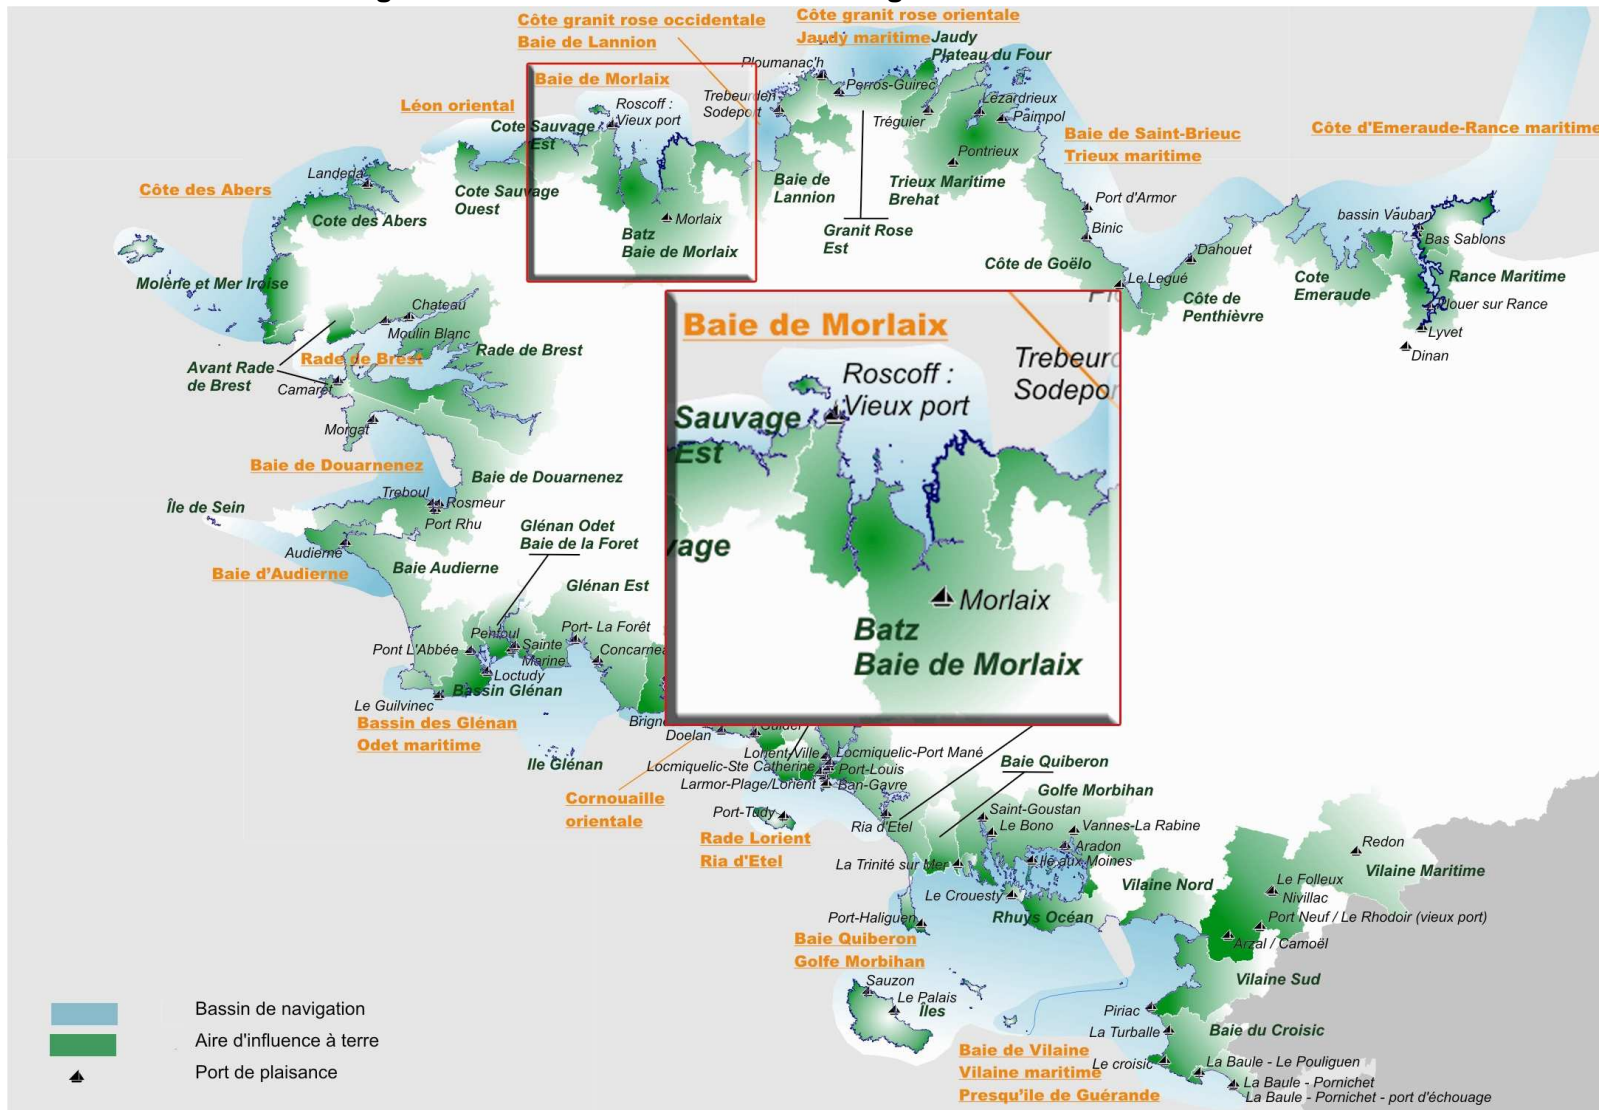 Côte granit rose occidentale
Baie de Lannion
Côte granit rose orientale
Jaudy maritime
Jaudy
Plateau du Four
Ploumanac'h
Perros-Guirec
Baie de Morlaix
Léon oriental
Roscoff :
Vieux port
Trebeurden
Sodeport
Cote Sauvage
Est
Lézardrieux
Paimpol
Tréguier
Pontrieux
Baie de Saint-Brieuc
Trieux maritime
Côte d'Emeraude-Rance maritime
Landeda
Côte des Abers
Cote des Abers
Cote Sauvage
Ouest
Baie de
Lannion
Trieux Maritime
Brehat
Morlaix
Batz
Baie de Morlaix
Granit Rose
Est
Port d'Armor
Binic
bassin Vauban
Bas Sablons
Dahouet
Côte de Goëlo
Le Legué
Côte de
Penthièvre
Cote
Emeraude
Rance Maritime
Plouer sur Rance
Lyvet
Dinan
Molène et Mer Iroise
Chateau
Moulin Blanc
Rade de Brest
Rade de Brest
Avant Rade
de Brest
Camaret
Morgat
Baie de Morlaix
Roscoff :
Vieux port
Sauvage
Est
vage
Morlaix
Batz
Baie de Morlaix
Baie de Douarnenez
Baie de Douarnenez
Treboul
Rosmeur
Port Rhu
Île de Sein
Audierne
Baie d'Audierne
Baie Audierne
Glénan Odet
Baie de la Foret
Glénan Est
Penfoul
Port- La Forêt
Pont L'Abbée
Sainte
Marine
Loctudy
Bassin Glénan
Le Guilvinec
Bassin des Glénan
Odet maritime
Ile Glénan
Doelan
Lorient-Ville
Locmiquelic-Port Mané
Locmiquelic-Ste Catherine
Port-Louis
Larmor-Plage/Lorient
Ban-Gavre
Cornouaille
orientale
Port-Tudy
Rade Lorient
Ria d'Etel
Ria d'Etel
Baie Quiberon
Golfe Morbihan
Saint-Goustan
Le Bono
Vannes-La Rabine
Aradon
Ile aux Moines
La Trinité sur Mer
Le Crouesty
Rhuys Océan
Vilaine Nord
Redon
Vilaine Maritime
Le Folleux
Nivillac
Port Neuf / Le Rhodoir (vieux port)
Arzal / Camoël
Port-Haliguen
Baie Quiberon
Golfe Morbihan
Sauzon
Le Palais
Îles
Vilaine Sud
Piriac
La Turballe
Baie du Croisic
Baie de Vilaine
Vilaine maritime
Presqu'ile de Guérande
Le croisic
La Baule - Le Pouliguen
La Baule - Pornichet
La Baule - Pornichet - port d'échouage
Bassin de navigation
Aire d'influence à terre
Port de plaisance